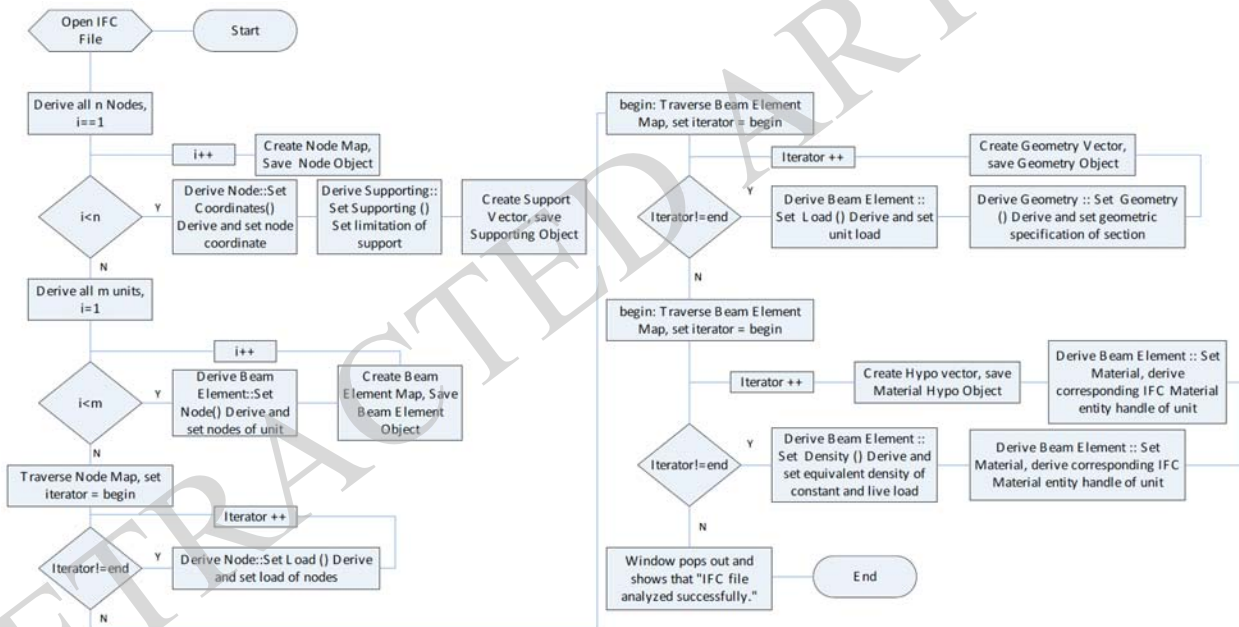 Open IFC
File
Start
Derive all n Nodes,
i==1
i++
Create Node Map,
Save Node Object
i<n
Y
Derive Node::Set
Coordinates()
Derive and set node
coordinate
Derive Supporting::
Set Supporting ()
Set limitation of
support
Create Support
Vector, save
Supporting Object
N
Derive all m units,
i=1
i++
i<m
Y
Derive Beam
Element::Set
Node() Derive and
set nodes of unit
Create Beam
Element Map, Save
Beam Element
Object
N
Traverse Node Map, set
iterator = begin
Iterator ++
Iterator!=end
Y
Derive Node::Set Load () Derive
and set load of nodes
N
begin: Traverse Beam Element
Map, set iterator = begin
Iterator ++
Create Geometry Vector,
save Geometry Object
Iterator!=end
Y
Derive Beam Element ::
Set Load () Derive and set
unit load
Derive Geometry :: Set Geometry
() Derive and set geometric
specification of section
N
begin: Traverse Beam Element
Map, set iterator = begin
Iterator ++
Create Hypo vector, save
Material Hypo Object
Derive Beam Element :: Set
Material, derive
corresponding IFC Material
entity handle of unit
Iterator!=end
Y
Derive Beam Element ::
Set Density () Derive and
set equivalent density of
constant and live load
Derive Beam Element :: Set
Material, derive corresponding IFC
Material entity handle of unit
N
Window pops out and
shows that "IFC file
analyzed successfully."
End
RETRACTED ART